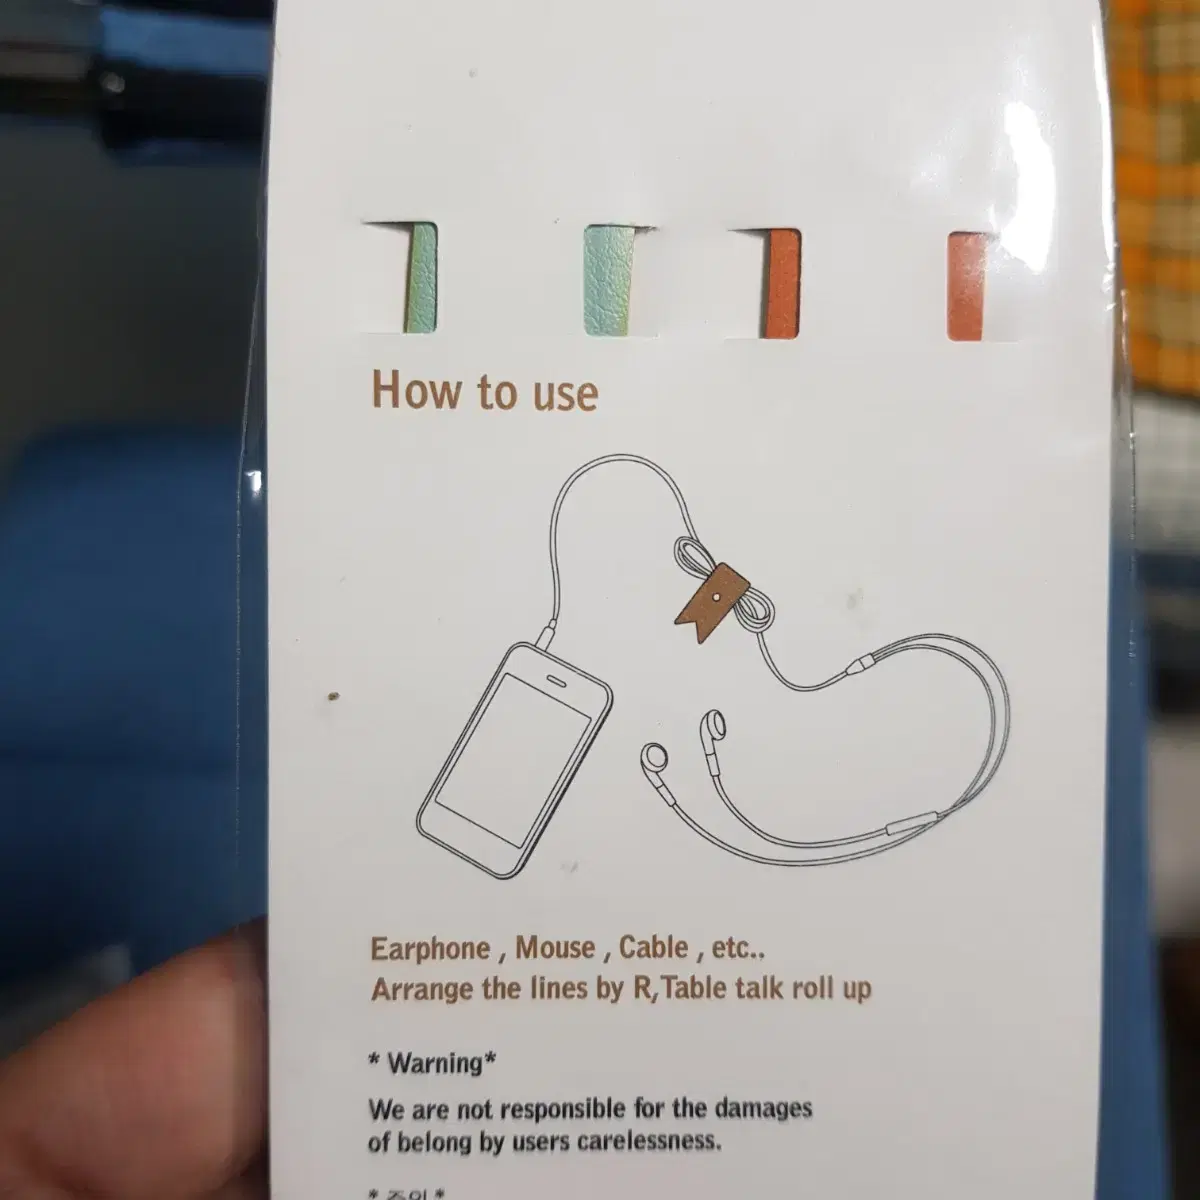 How to use
Earphone , Mouse , Cable , etc..
Arrange the lines by R,Table talk roll up
* Warning*
We are not responsible for the damages
of belong by users carelessness.